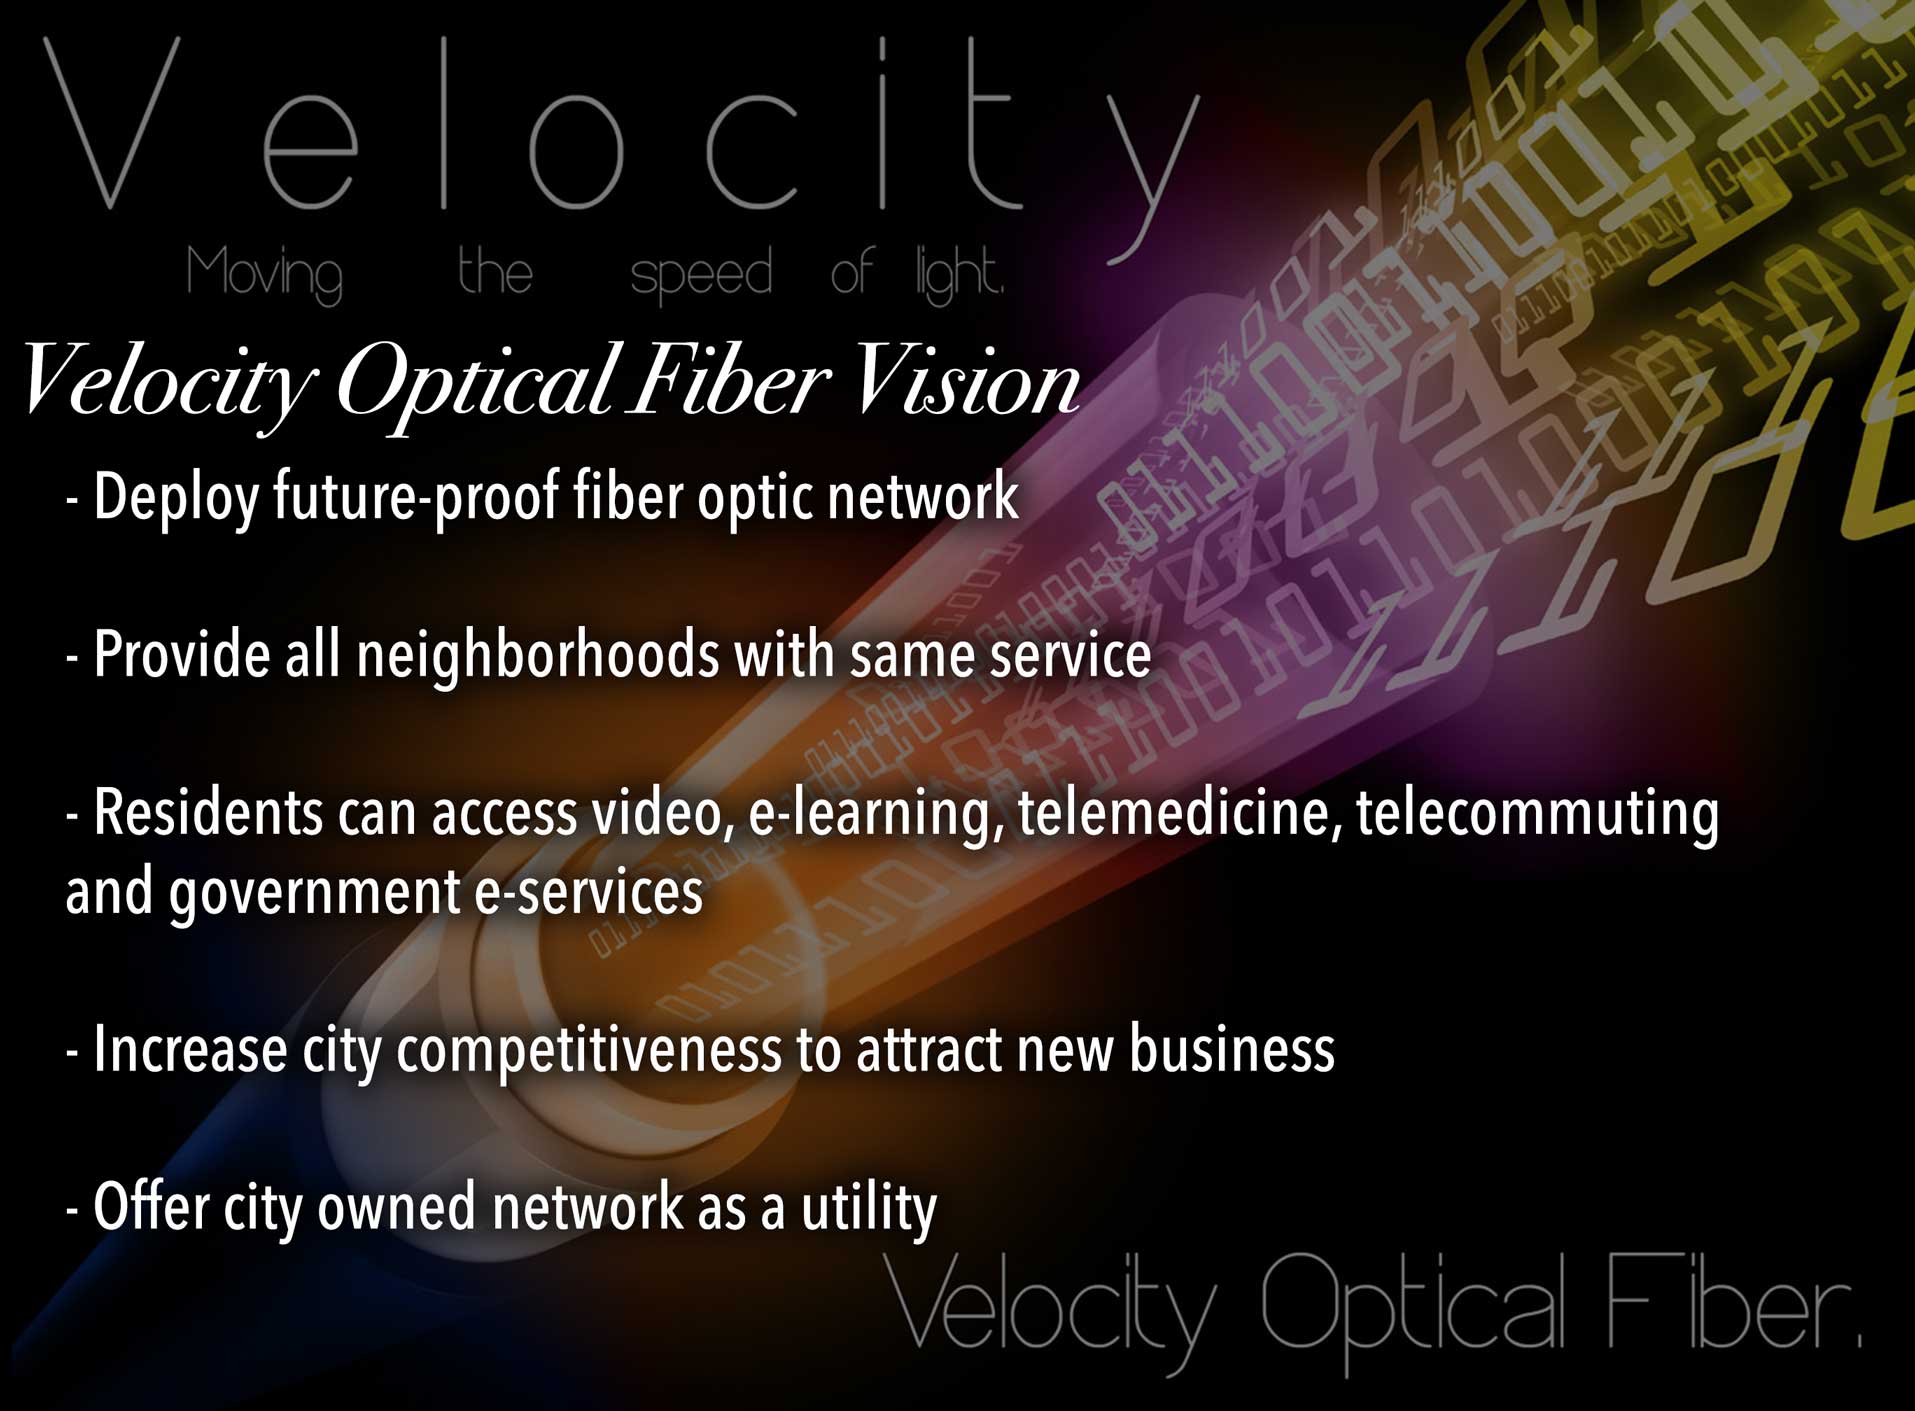 Velocity
Moving the speed of light.
Velocity Optical Fiber Vision
- Deploy future-proof fiber optic network
- Provide all neighborhoods with same service
- Residents can access video, e-learning, telemedicine, telecommuting
and government e-services
- Increase city competitiveness to attract new business
- Offer city owned network as a utility
Velocity Optical Fiber.